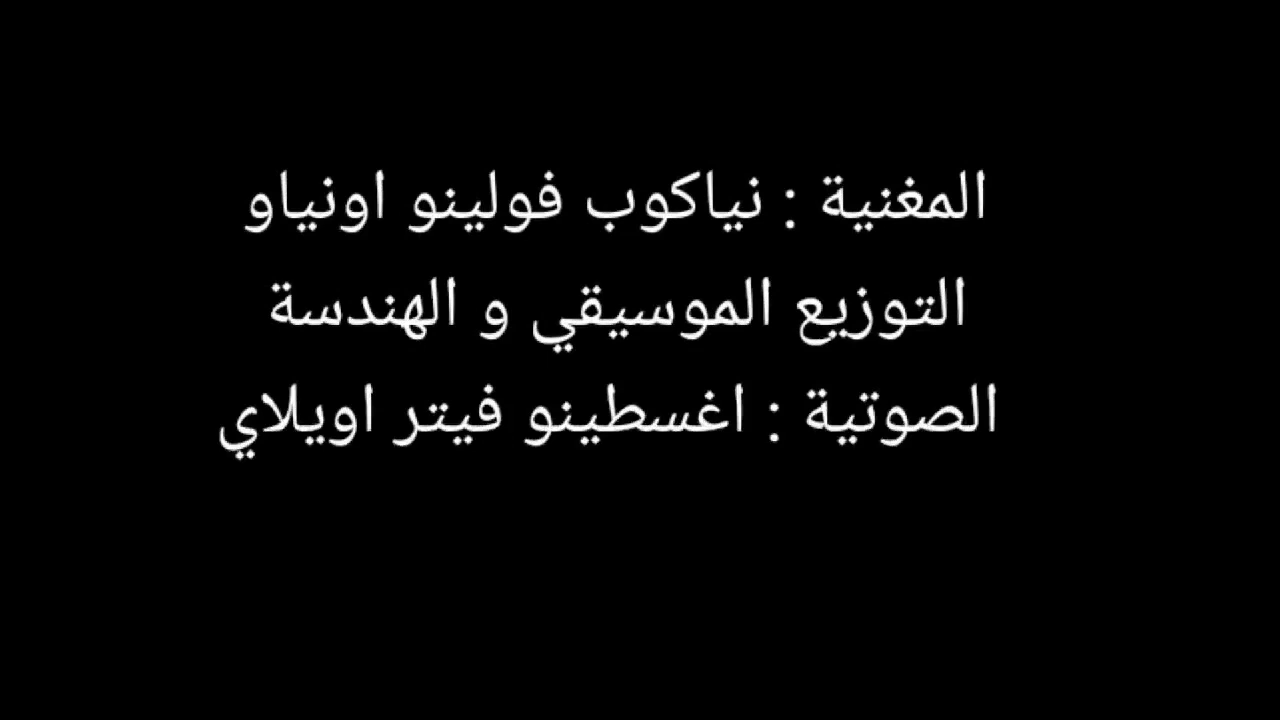 المغنية : نياكوب فولينو اونياو
التوزيع الموسيقي و الهندسة
الصوتية : اغسطينو فيتر اويلاي